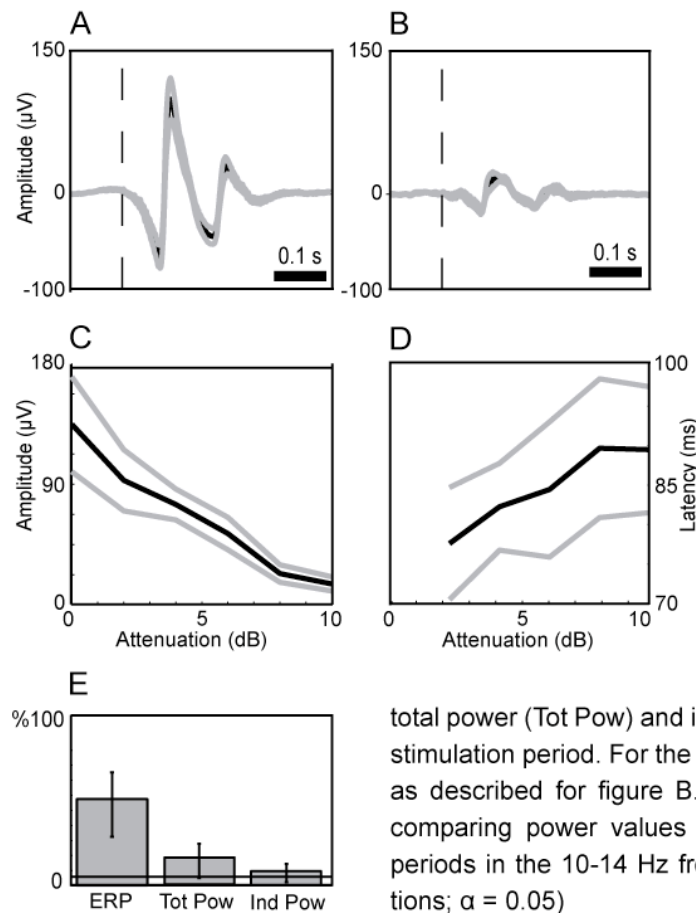 A
B
150
150
Amplitude (µV)
0
0
-100
-100
0.1 s
0.1 s
C
D
180
90
0
Amplitude (µV)
0 5 10
Attenuation (dB)
100
85
70
Latency (ms)
0 5 10
Attenuation (dB)
E
%100
0
ERP Tot Pow Ind Pow
total power (Tot Pow) and i
stimulation period. For the
as described for figure B.
comparing power values
periods in the 10-14 Hz fr
tions; α = 0.05)